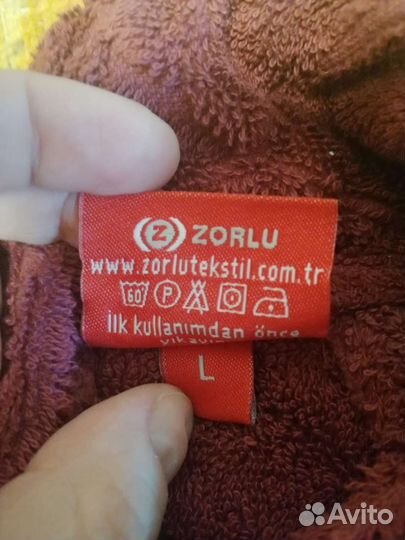 Z ZORLU
www.zorlutekstil.com.tr
60 P
İlk kullanımdan önce
L
Avito